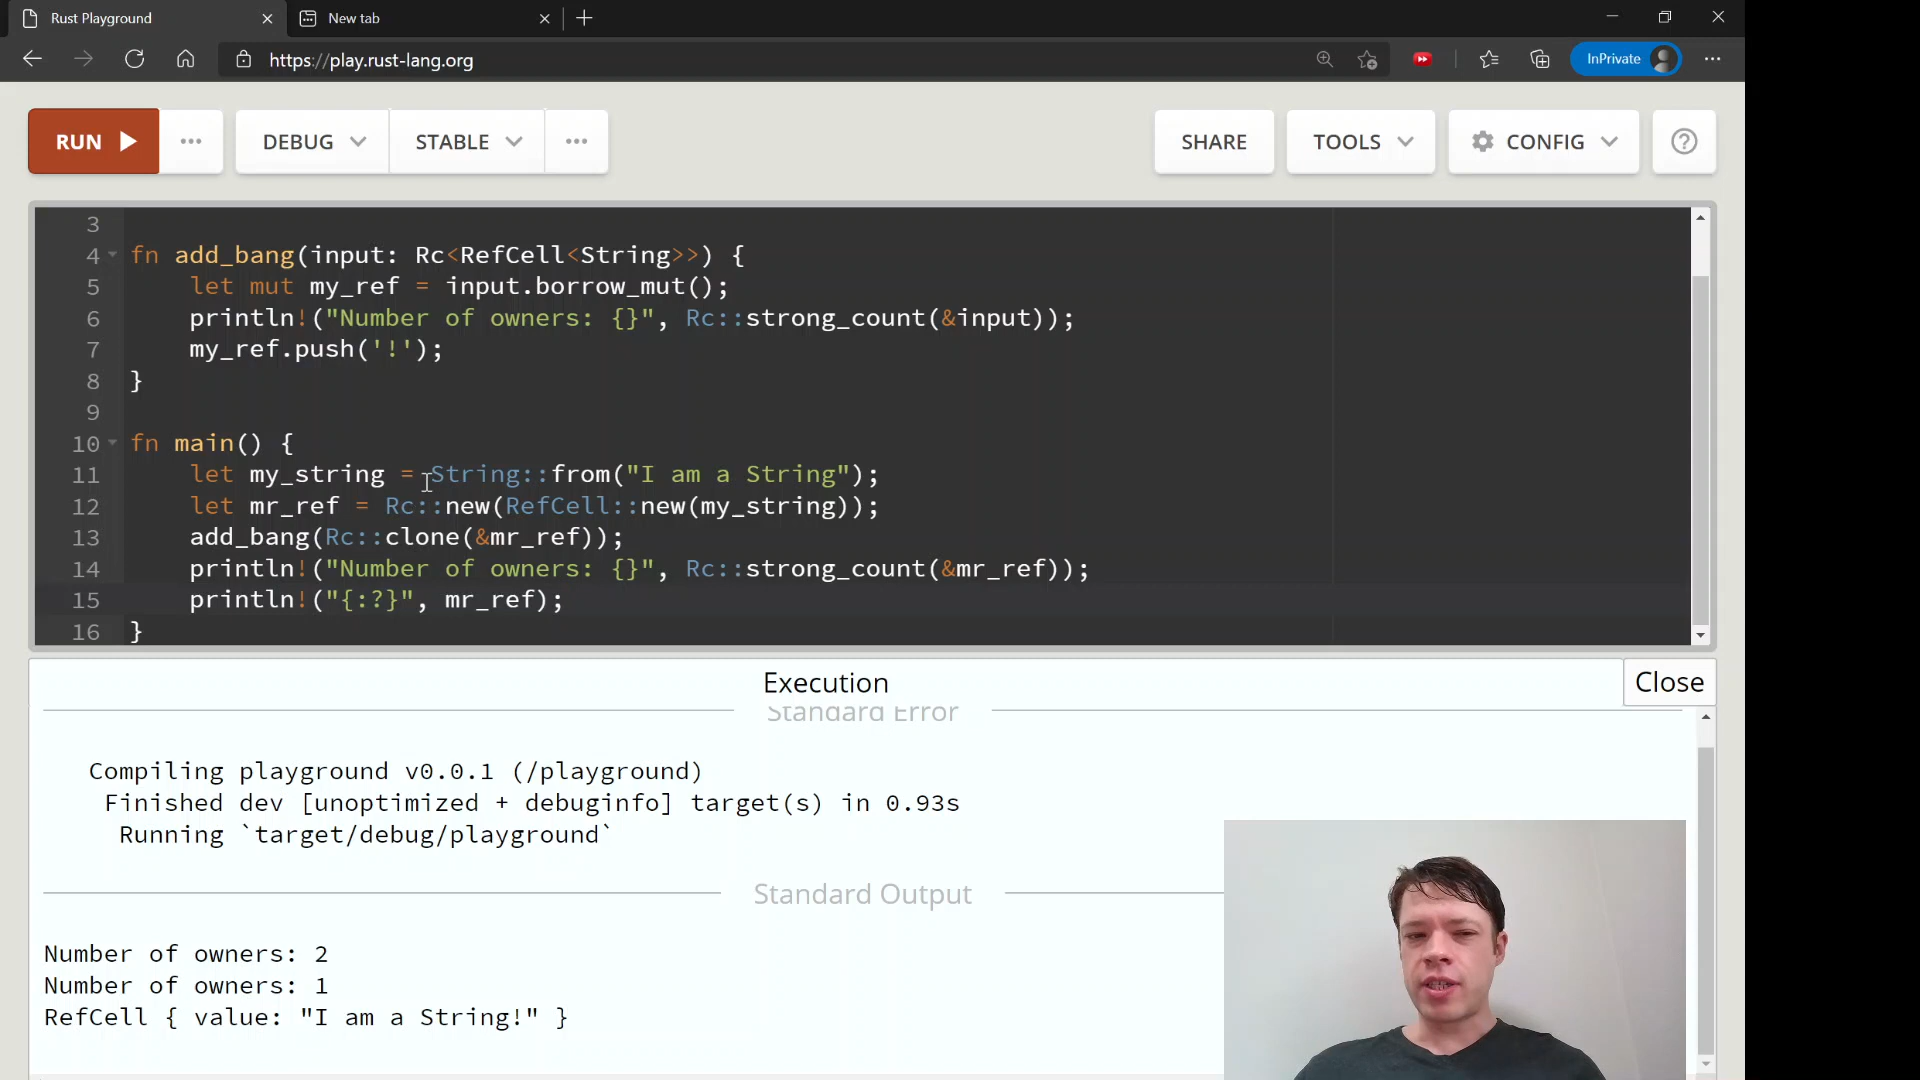 Rust Playground
New tab
https://play.rust-lang.org
InPrivate
RUN
DEBUG
STABLE
SHARE
TOOLS
CONFIG
3
4 fn add_bang(input: Rc<RefCell<String>>) {
5 let mut my_ref = input.borrow_mut();
6 println!("Number of owners: {}", Rc::strong_count(&input));
7 my_ref.push('!');
8 }
9
10 fn main() {
11 let my_string = String::from("I am a String");
12 let mr_ref = Rc::new(RefCell::new(my_string));
13 add_bang(Rc::clone(&mr_ref));
14 println!("Number of owners: {}", Rc::strong_count(&mr_ref));
15 println!("{:?}", mr_ref);
16 }
Execution
Close
Standard Error
Compiling playground v0.0.1 (/playground)
Finished dev [unoptimized + debuginfo] target(s) in 0.93s
Running `target/debug/playground`
Standard Output
Number of owners: 2
Number of owners: 1
RefCell { value: "I am a String!" }